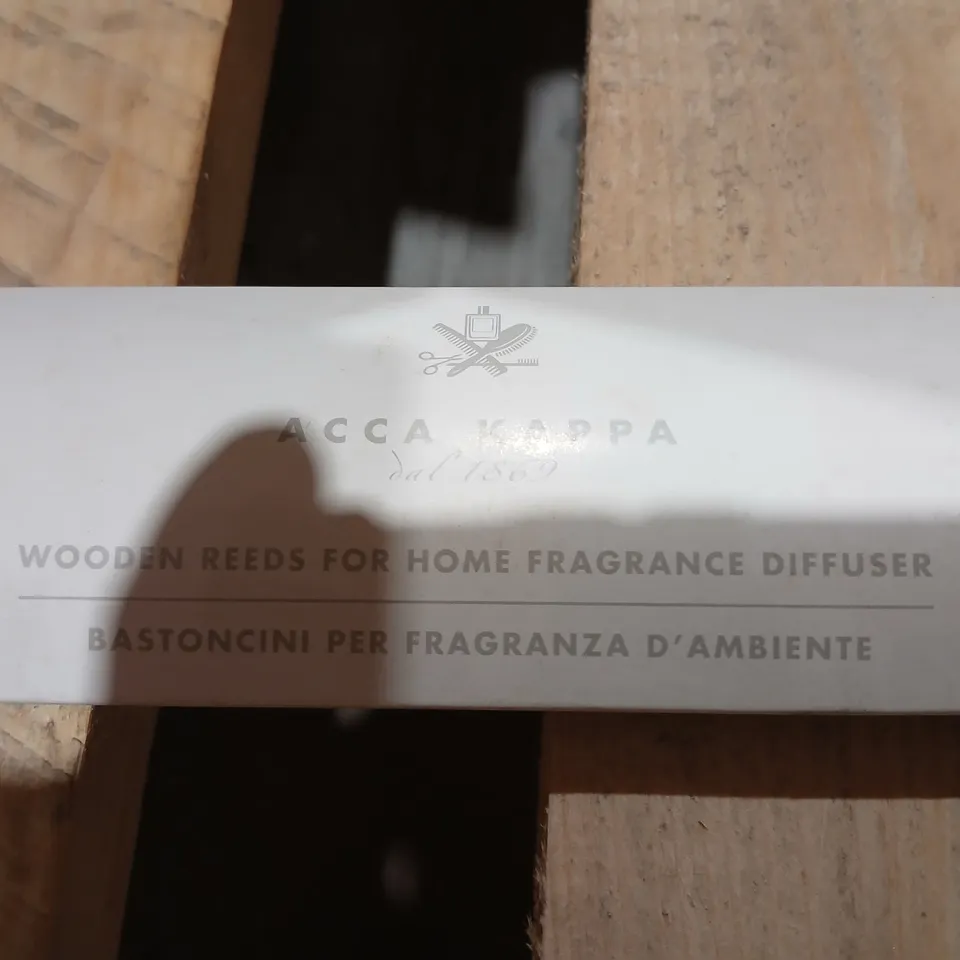 ACCA KAPPA
dal 1869
WOODEN REEDS FOR HOME FRAGRANCE DIFFUSER
BASTONCINI PER FRAGRANZA D'AMBIENTE